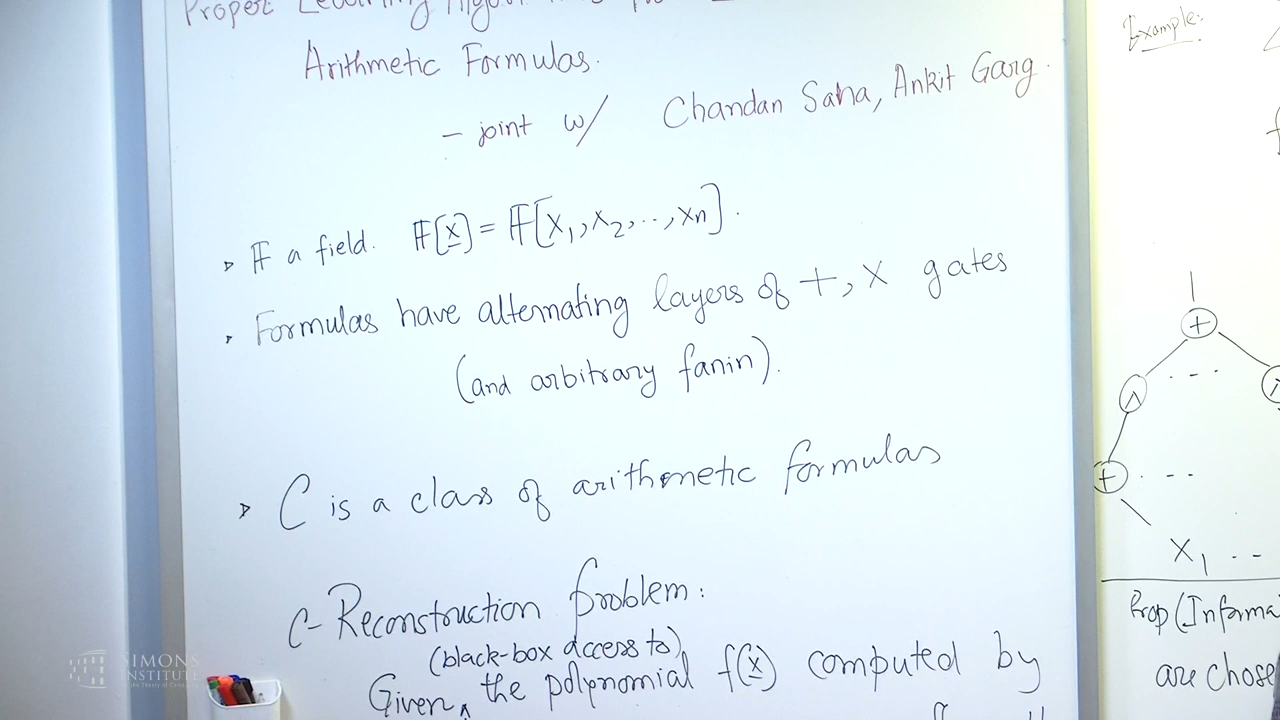 Proper Learning
Arithmetic Formulas.
- joint w/ Chandan Saha, Ankit Garg.
▹ 𝔽 a field. 𝔽[x] = 𝔽[x₁, x₂, .., xn].
▹ Formulas have alternating layers of +, × gates
(and arbitrary fanin).
▹ C is a class of arithmetic formulas
C-Reconstruction Problem:
(black-box access to)
Given ‸ the polynomial f(x) computed by
Example:
+
+
X₁ --
Prop (Informa
are chose
SIMONS
INSTITUTE